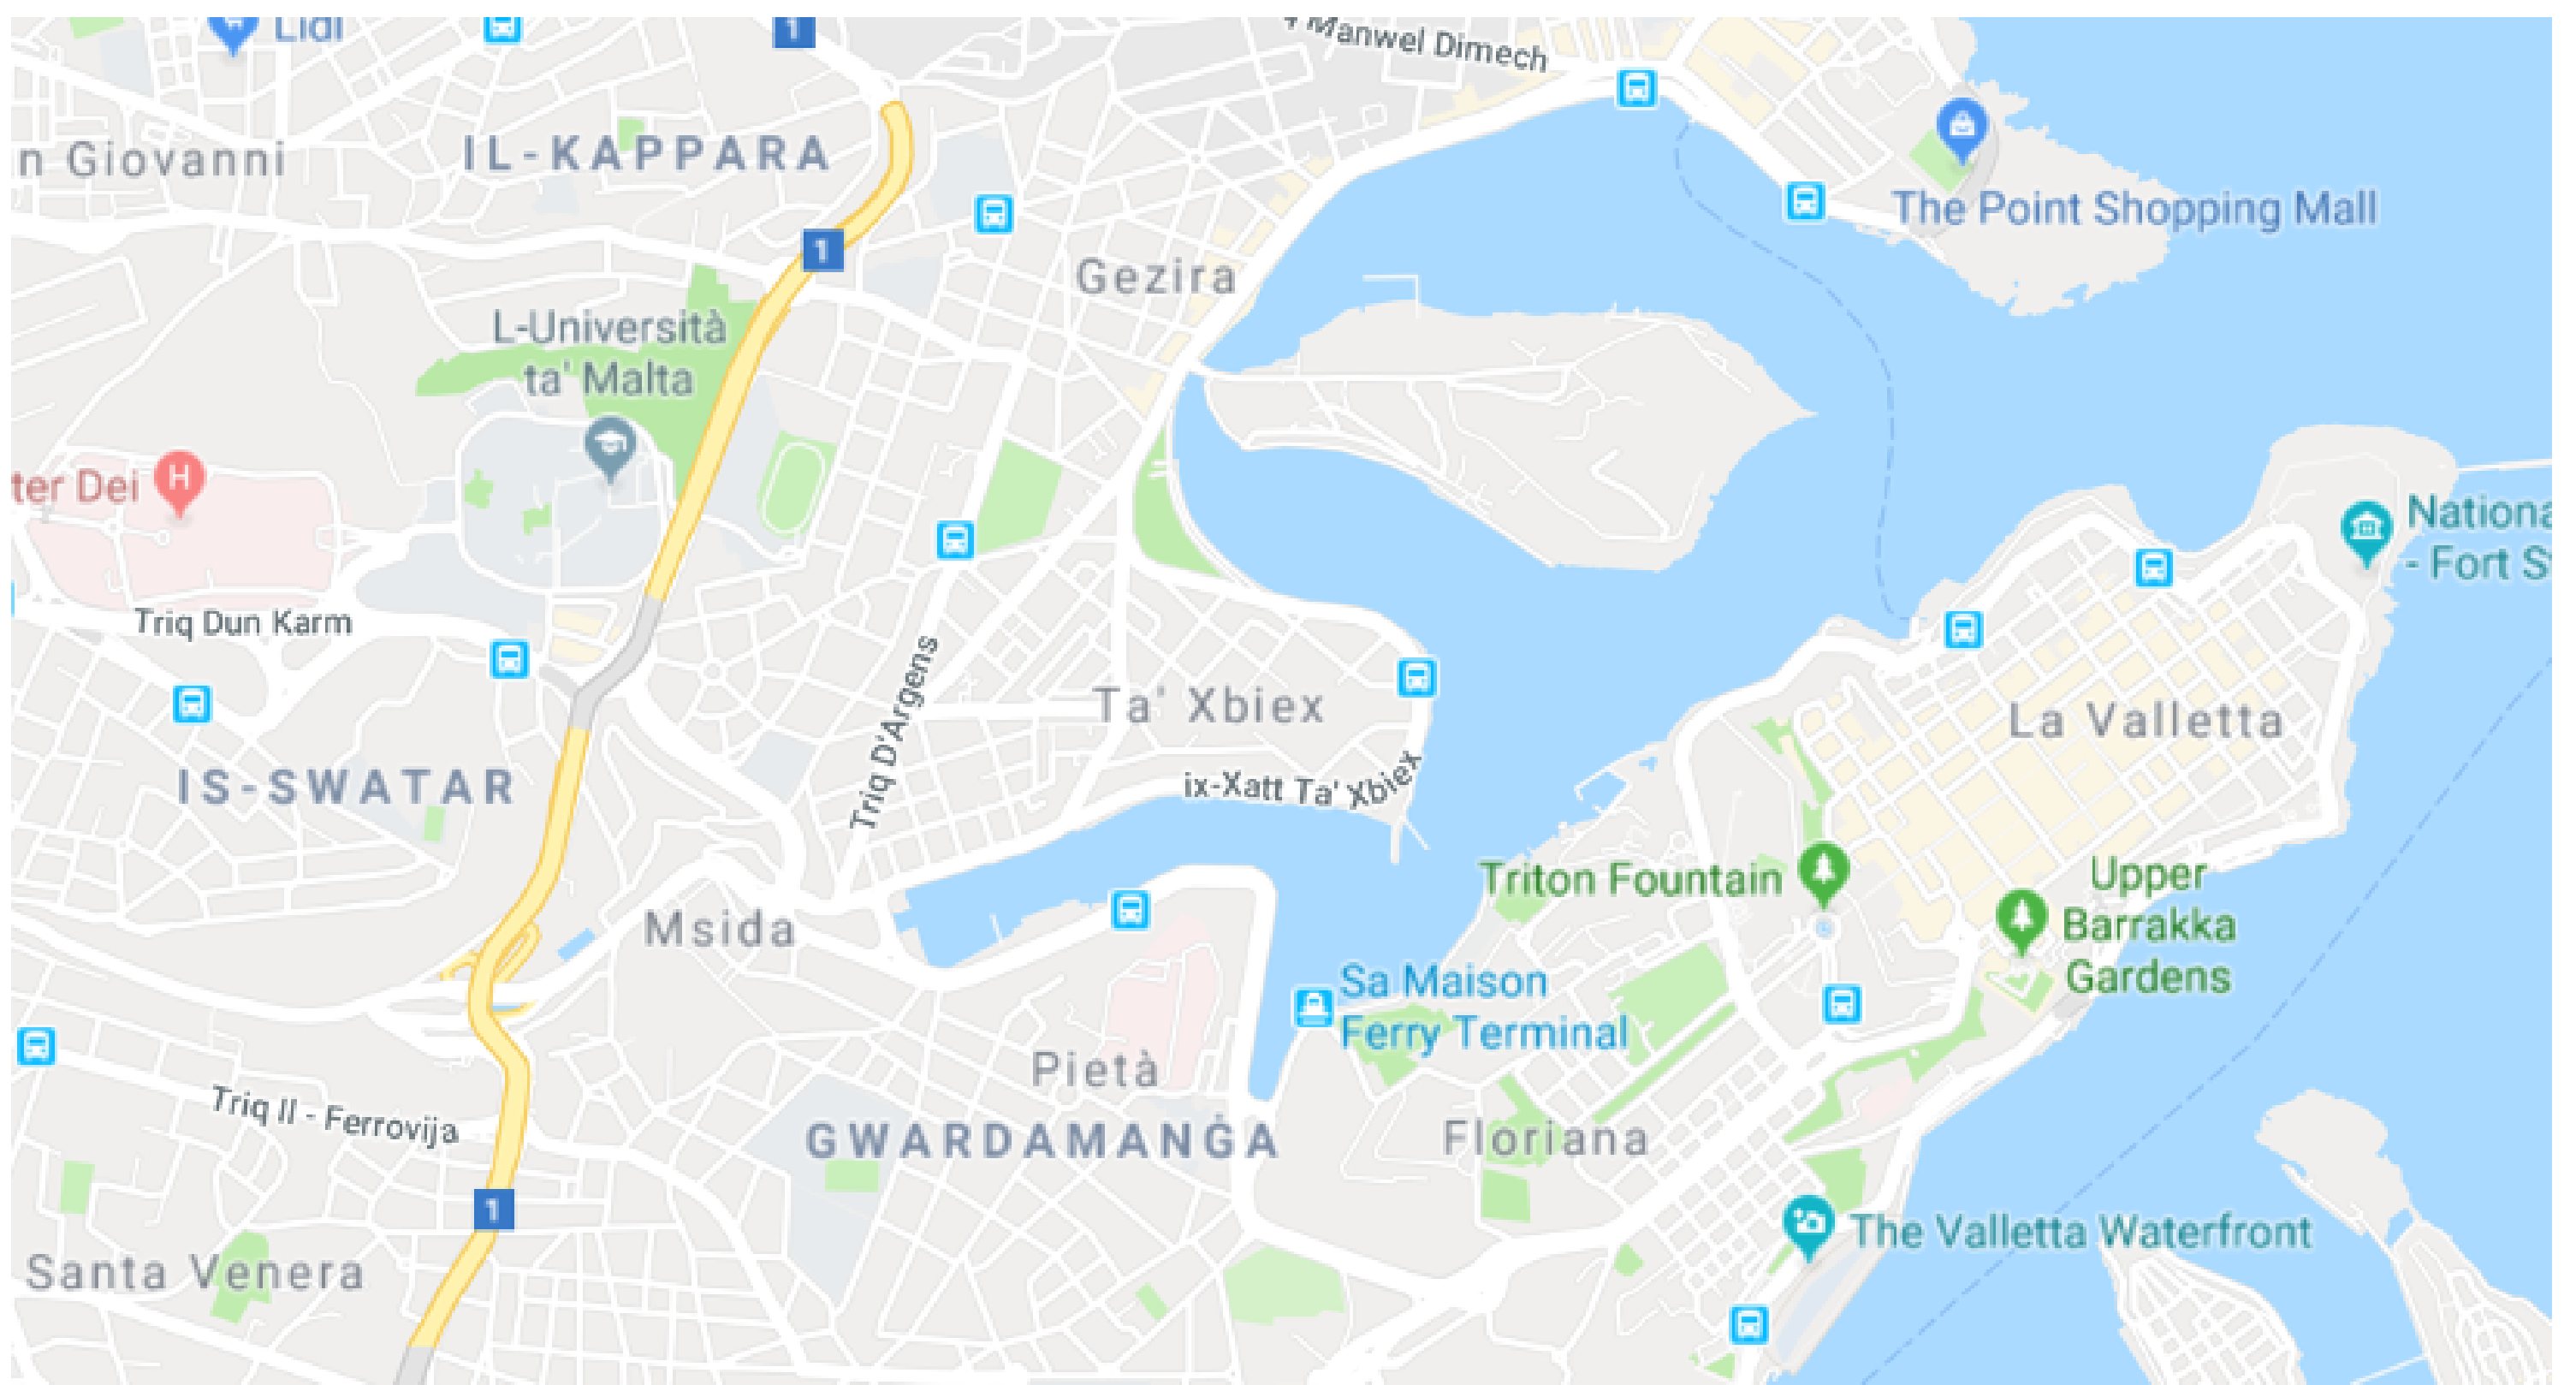 Lidl
1
Manwel Dimech
n Giovanni
IL-KAPPARA
The Point Shopping Mall
1
Gezira
L-Università
ta' Malta
ter Dei
H
Nationa
- Fort S
Triq Dun Karm
Triq D'Argens
Ta' Xbiex
La Valletta
IS-SWATAR
ix-Xatt Ta' Xbiex
Triton Fountain
Upper
Barrakka
Gardens
Msida
Sa Maison
Ferry Terminal
Pietà
Triq Il - Ferrovija
GWARDAMANĠA
Floriana
1
The Valletta Waterfront
Santa Venera